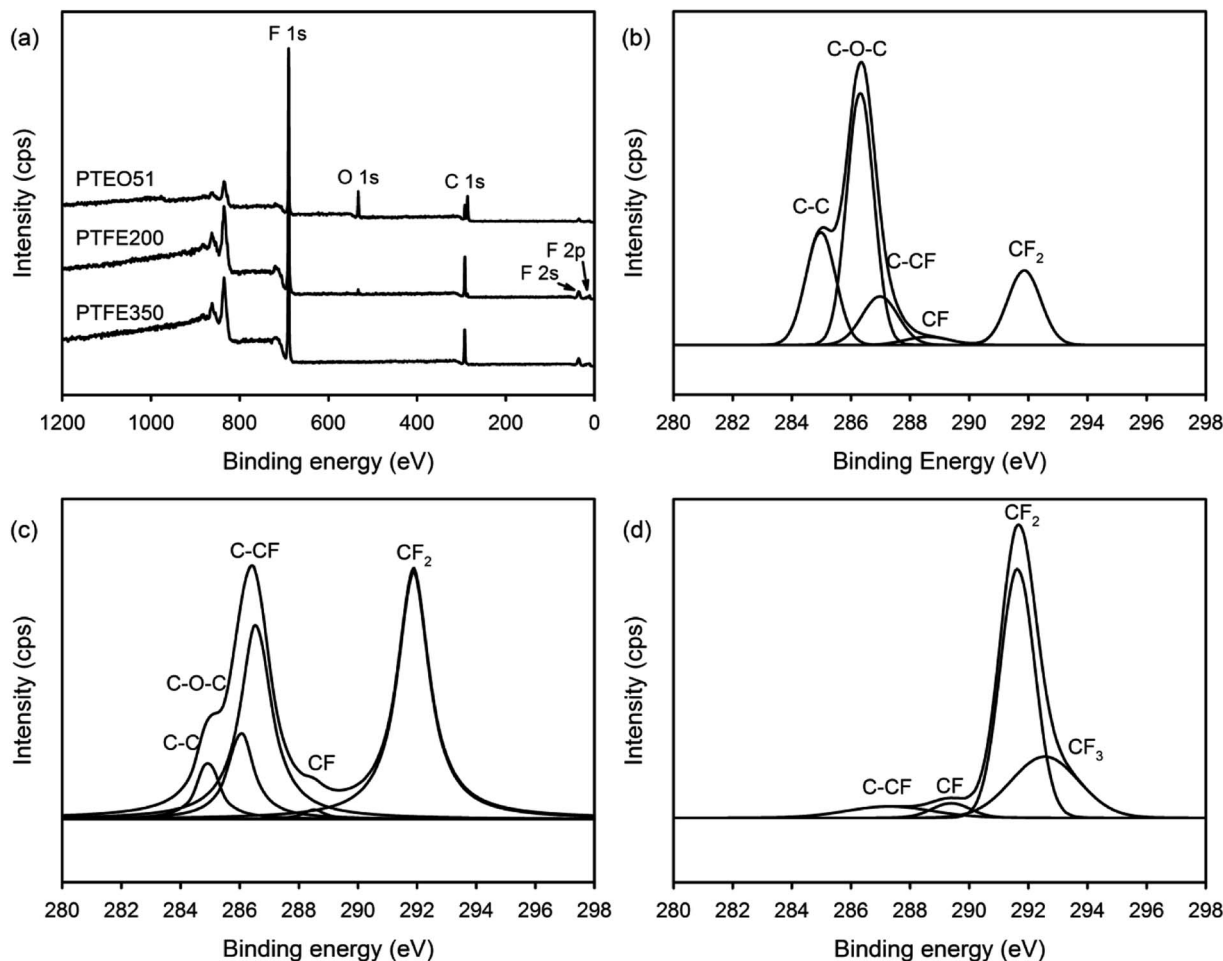 (a)
F 1s
PTEO51
O 1s
C 1s
PTFE200
F 2p
F 2s
PTFE350
Intensity (cps)
1200 1000 800 600 400 200 0
Binding energy (eV)
(b)
C-O-C
C-C
C-CF
CF
CF₂
Intensity (cps)
280 282 284 286 288 290 292 294 296 298
Binding Energy (eV)
(c)
C-CF
CF₂
C-O-C
C-C
CF
Intensity (cps)
280 282 284 286 288 290 292 294 296 298
Binding energy (eV)
(d)
CF₂
CF₃
C-CF
CF
Intensity (cps)
280 282 284 286 288 290 292 294 296 298
Binding energy (eV)